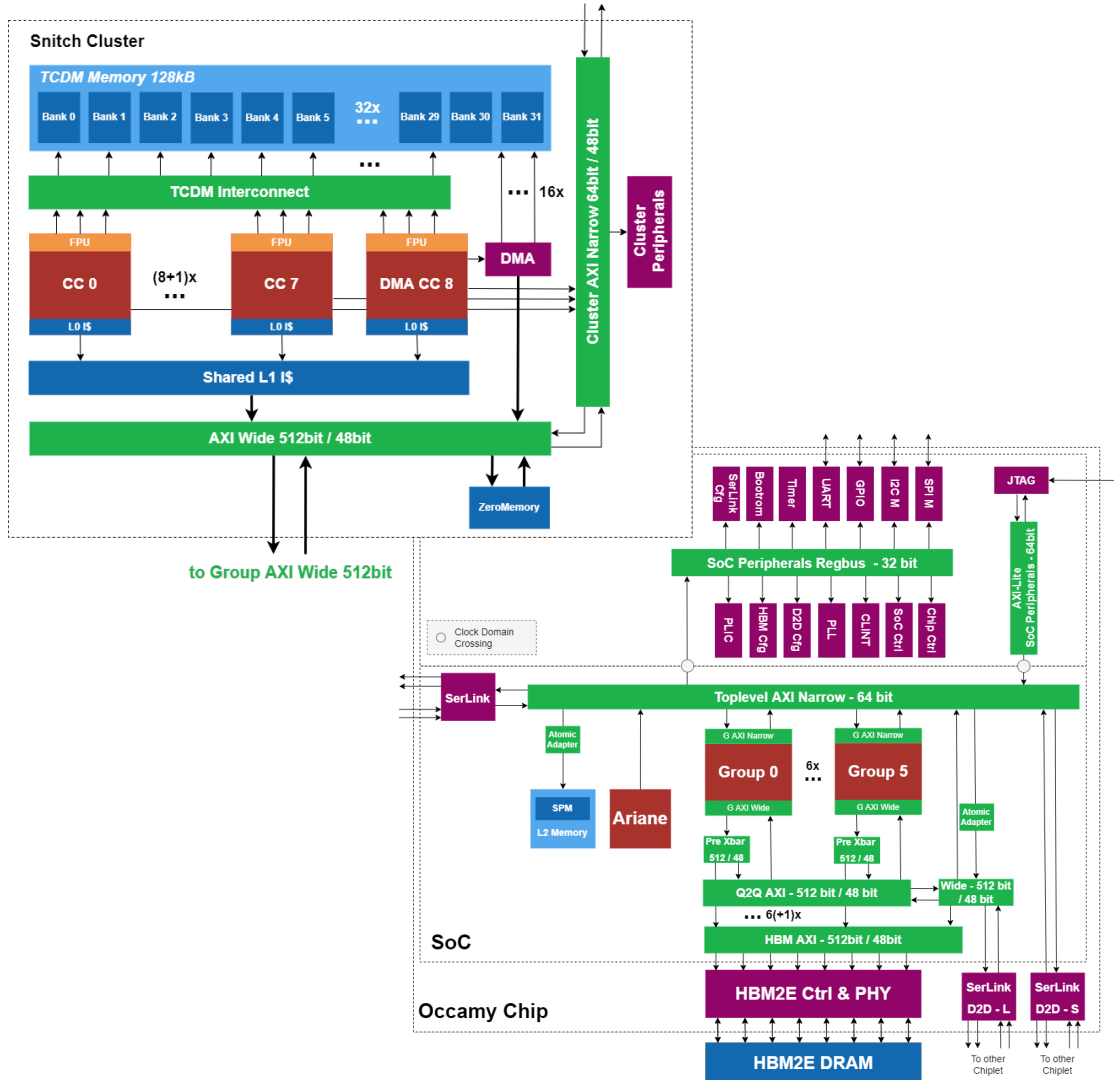 Snitch Cluster
TCDM Memory 128kB
Bank 0
Bank 1
Bank 2
Bank 3
Bank 4
Bank 5
32x
...
Bank 29
Bank 30
Bank 31
...
TCDM Interconnect
... 16x
FPU
CC 0
L0 I$
(8+1)x
...
FPU
CC 7
L0 I$
FPU
DMA CC 8
L0 I$
DMA
Cluster AXI Narrow 64bit / 48bit
Cluster
Peripherals
Shared L1 I$
AXI Wide 512bit / 48bit
ZeroMemory
to Group AXI Wide 512bit
SerLink
Cfg
Bootrom
Timer
UART
GPIO
I2C M
SPI M
JTAG
SoC Peripherals Regbus - 32 bit
AXI-Lite
SoC Peripherals - 64bit
PLIC
HBM Cfg
D2D Cfg
PLL
CLINT
SoC Ctrl
Chip Ctrl
Clock Domain
Crossing
SerLink
Toplevel AXI Narrow - 64 bit
Atomic
Adapter
SPM
L2 Memory
Ariane
G AXI Narrow
Group 0
G AXI Wide
6x
...
G AXI Narrow
Group 5
G AXI Wide
Atomic
Adapter
Pre Xbar
512 / 48
Pre Xbar
512 / 48
Q2Q AXI - 512 bit / 48 bit
Wide - 512 bit
/ 48 bit
... 6(+1)x
HBM AXI - 512bit / 48bit
SoC
HBM2E Ctrl & PHY
SerLink
D2D - L
SerLink
D2D - S
Occamy Chip
HBM2E DRAM
To other
Chiplet
To other
Chiplet